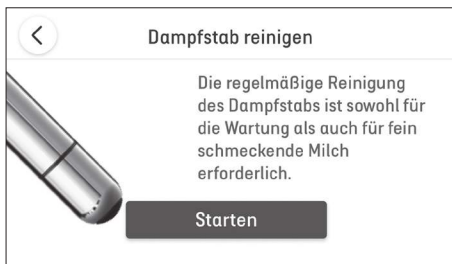 Dampfstab reinigen
Die regelmäßige Reinigung
des Dampfstabs ist sowohl für
die Wartung als auch für fein
schmeckende Milch
erforderlich.
Starten